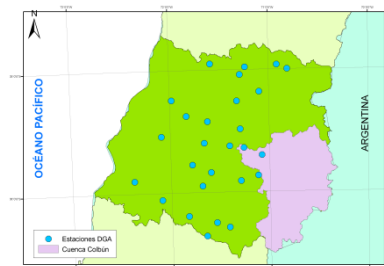 N
OCÉANO PACÍFICO
ARGENTINA
Estaciones DGA
Cuenca Colbún